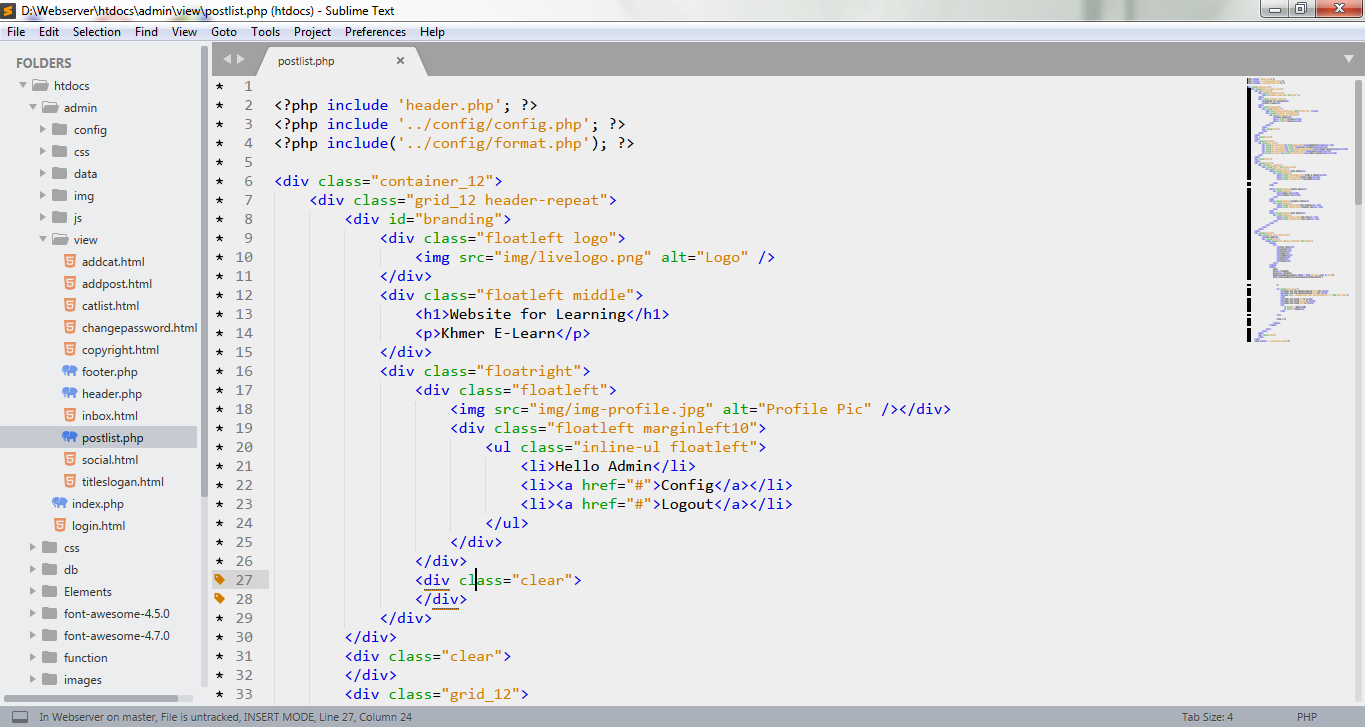 D:\Webserver\htdocs\admin\view\postlist.php (htdocs) - Sublime Text
File Edit Selection Find View Goto Tools Project Preferences Help
FOLDERS
htdocs
admin
config
css
data
img
js
view
addcat.html
addpost.html
catlist.html
changepassword.html
copyright.html
footer.php
header.php
inbox.html
postlist.php
social.html
titleslogan.html
index.php
login.html
css
db
Elements
font-awesome-4.5.0
font-awesome-4.7.0
function
images
postlist.php ×
* 1
* 2 <?php include 'header.php'; ?>
* 3 <?php include '../config/config.php'; ?>
* 4 <?php include('../config/format.php'); ?>
* 5
* 6 <div class="container_12">
* 7 <div class="grid_12 header-repeat">
* 8 <div id="branding">
* 9 <div class="floatleft logo">
* 10 <img src="img/livelogo.png" alt="Logo" />
* 11 </div>
* 12 <div class="floatleft middle">
* 13 <h1>Website for Learning</h1>
* 14 <p>Khmer E-Learn</p>
* 15 </div>
* 16 <div class="floatright">
* 17 <div class="floatleft">
* 18 <img src="img/img-profile.jpg" alt="Profile Pic" /></div>
* 19 <div class="floatleft marginleft10">
* 20 <ul class="inline-ul floatleft">
* 21 <li>Hello Admin</li>
* 22 <li><a href="#">Config</a></li>
* 23 <li><a href="#">Logout</a></li>
* 24 </ul>
* 25 </div>
* 26 </div>
27 <div class="clear">
28 </div>
* 29 </div>
* 30 </div>
* 31 <div class="clear">
* 32 </div>
* 33 <div class="grid_12">
In Webserver on master, File is untracked, INSERT MODE, Line 27, Column 24 Tab Size: 4 PHP